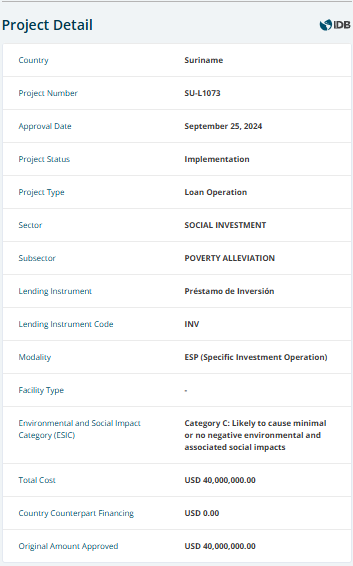 Project Detail
IDB
Country Suriname
Project Number SU-L1073
Approval Date September 25, 2024
Project Status Implementation
Project Type Loan Operation
Sector SOCIAL INVESTMENT
Subsector POVERTY ALLEVIATION
Lending Instrument Préstamo de Inversión
Lending Instrument Code INV
Modality ESP (Specific Investment Operation)
Facility Type -
Environmental and Social Impact Category C: Likely to cause minimal
Category (ESIC) or no negative environmental and
associated social impacts
Total Cost USD 40,000,000.00
Country Counterpart Financing USD 0.00
Original Amount Approved USD 40,000,000.00